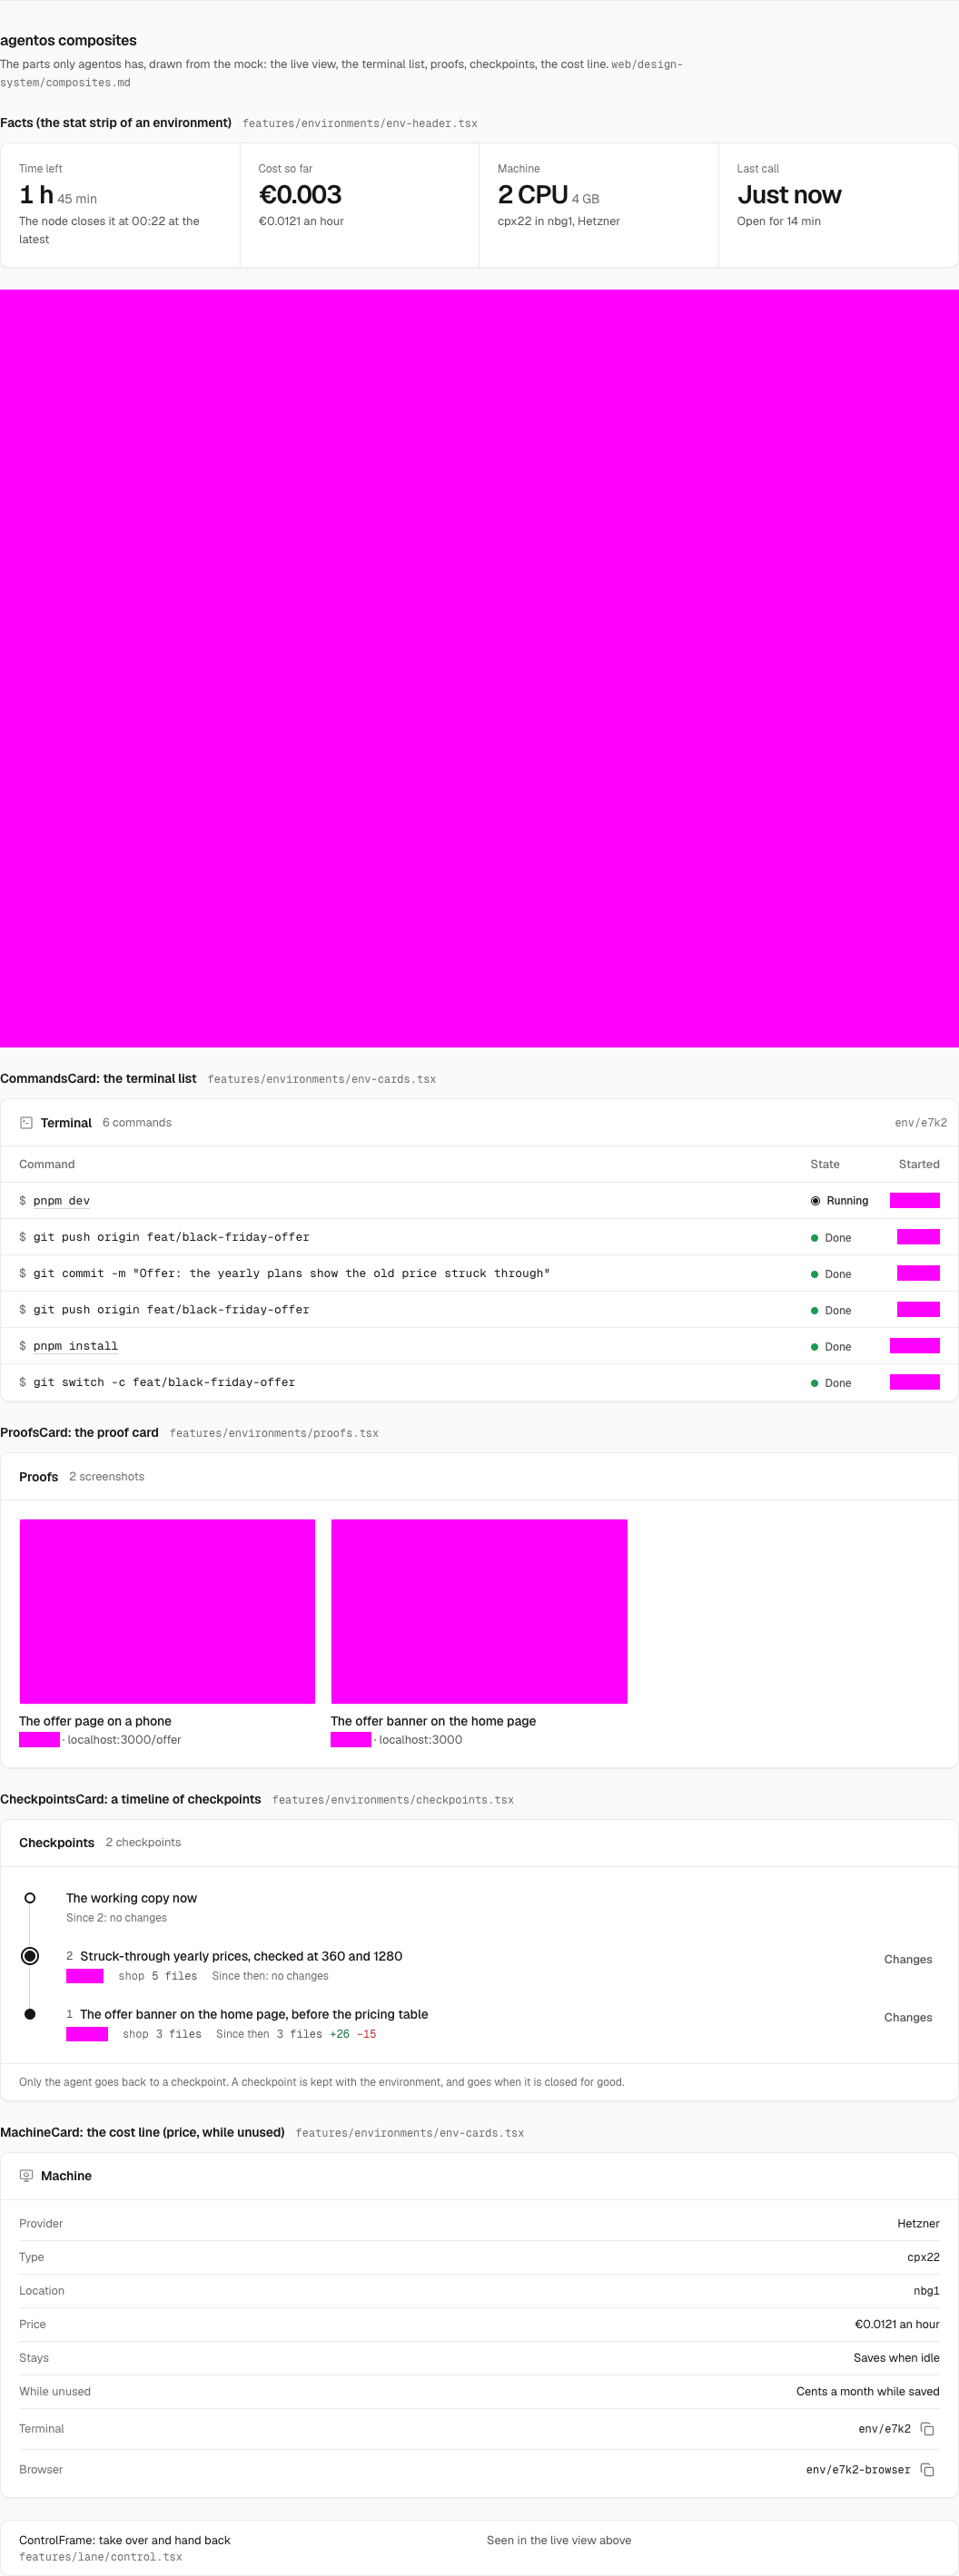 agentos composites
The parts only agentos has, drawn from the mock: the live view, the terminal list, proofs, checkpoints, the cost line. web/design-
system/composites.md
Facts (the stat strip of an environment) features/environments/env-header.tsx
Time left Cost so far Machine Last call
1 h 45 min €0.003 2 CPU 4 GB Just now
The node closes it at 00:22 at the €0.0121 an hour cpx22 in nbg1, Hetzner Open for 14 min
latest
CommandsCard: the terminal list features/environments/env-cards.tsx
Terminal 6 commands env/e7k2
Command State Started
$ pnpm dev Running
$ git push origin feat/black-friday-offer Done
$ git commit -m "Offer: the yearly plans show the old price struck through" Done
$ git push origin feat/black-friday-offer Done
$ pnpm install Done
$ git switch -c feat/black-friday-offer Done
ProofsCard: the proof card features/environments/proofs.tsx
Proofs 2 screenshots
The offer page on a phone The offer banner on the home page
· localhost:3000/offer · localhost:3000
CheckpointsCard: a timeline of checkpoints features/environments/checkpoints.tsx
Checkpoints 2 checkpoints
The working copy now
Since 2: no changes
2 Struck-through yearly prices, checked at 360 and 1280 Changes
shop 5 files Since then: no changes
1 The offer banner on the home page, before the pricing table Changes
shop 3 files Since then 3 files +26 −15
Only the agent goes back to a checkpoint. A checkpoint is kept with the environment, and goes when it is closed for good.
MachineCard: the cost line (price, while unused) features/environments/env-cards.tsx
Machine
Provider Hetzner
Type cpx22
Location nbg1
Price €0.0121 an hour
Stays Saves when idle
While unused Cents a month while saved
Terminal env/e7k2
Browser env/e7k2-browser
ControlFrame: take over and hand back Seen in the live view above
features/lane/control.tsx